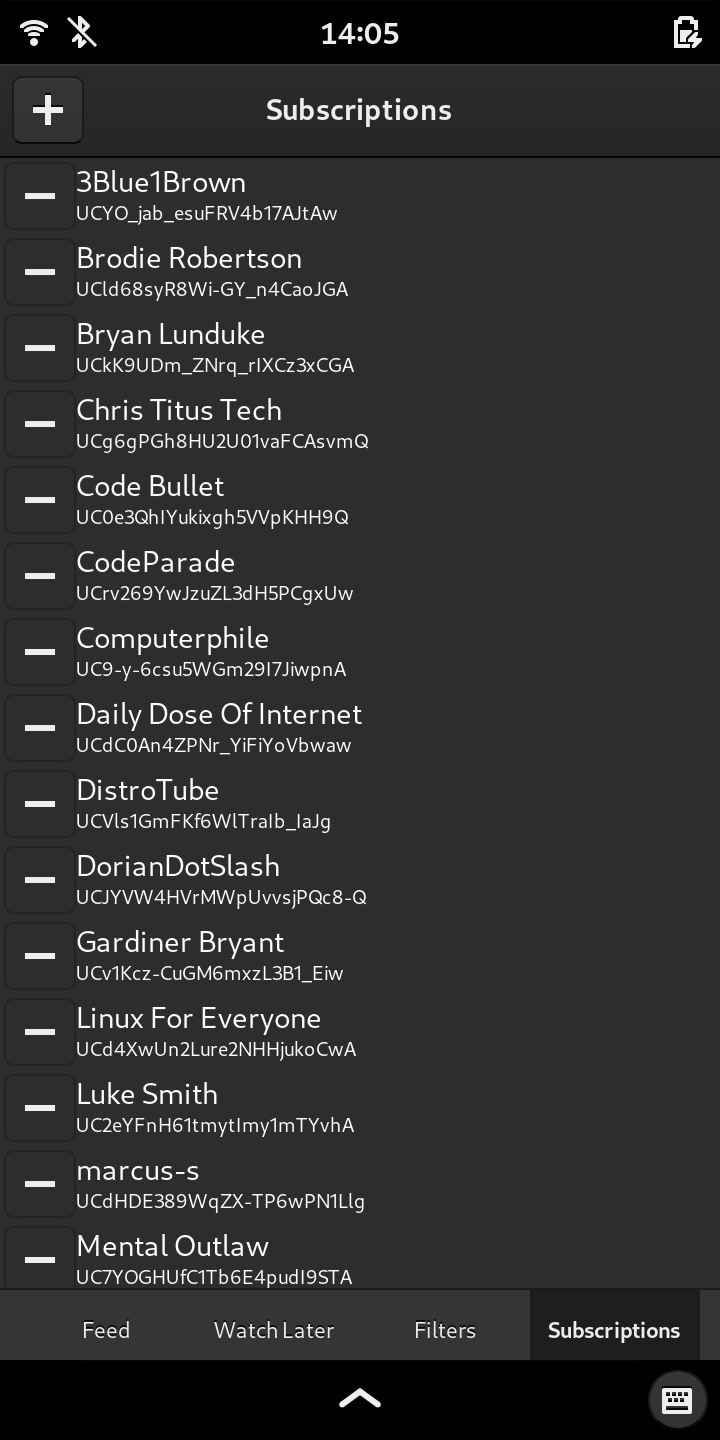 14:05
Subscriptions
3Blue1Brown
UCYO_jab_esuFRV4b17AJtAw
Brodie Robertson
UCld68syR8Wi-GY_n4CaoJGA
Bryan Lunduke
UCkK9UDm_ZNrq_rIXCz3xCGA
Chris Titus Tech
UCg6gPGh8HU2U01vaFCAsvmQ
Code Bullet
UC0e3QhIYukixgh5VVpKHH9Q
CodeParade
UCrv269YwJzuZL3dH5PCgxUw
Computerphile
UC9-y-6csu5WGm29I7JiwpnA
Daily Dose Of Internet
UCdC0An4ZPNr_YiFiYoVbwaw
DistroTube
UCVls1GmFKf6WlTraIb_IaJg
DorianDotSlash
UCJYVW4HVrMWpUvvsjPQc8-Q
Gardiner Bryant
UCv1Kcz-CuGM6mxzL3B1_Eiw
Linux For Everyone
UCd4XwUn2Lure2NHHjukoCwA
Luke Smith
UC2eYFnH61tmytImy1mTYvhA
marcus-s
UCdHDE389WqZX-TP6wPN1Llg
Mental Outlaw
UC7YOGHUfC1Tb6E4pudI9STA
Feed
Watch Later
Filters
Subscriptions